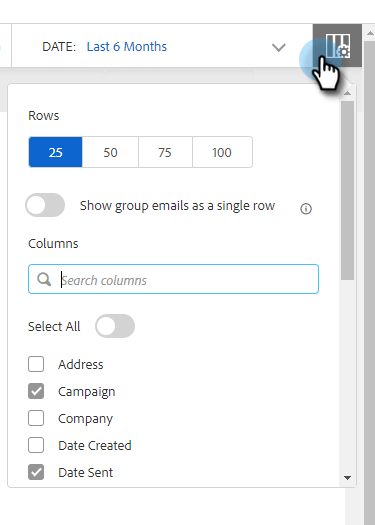 DATE: Last 6 Months
Rows
25 50 75 100
Show group emails as a single row
Columns
Search columns
Select All
Address
Campaign
Company
Date Created
Date Sent